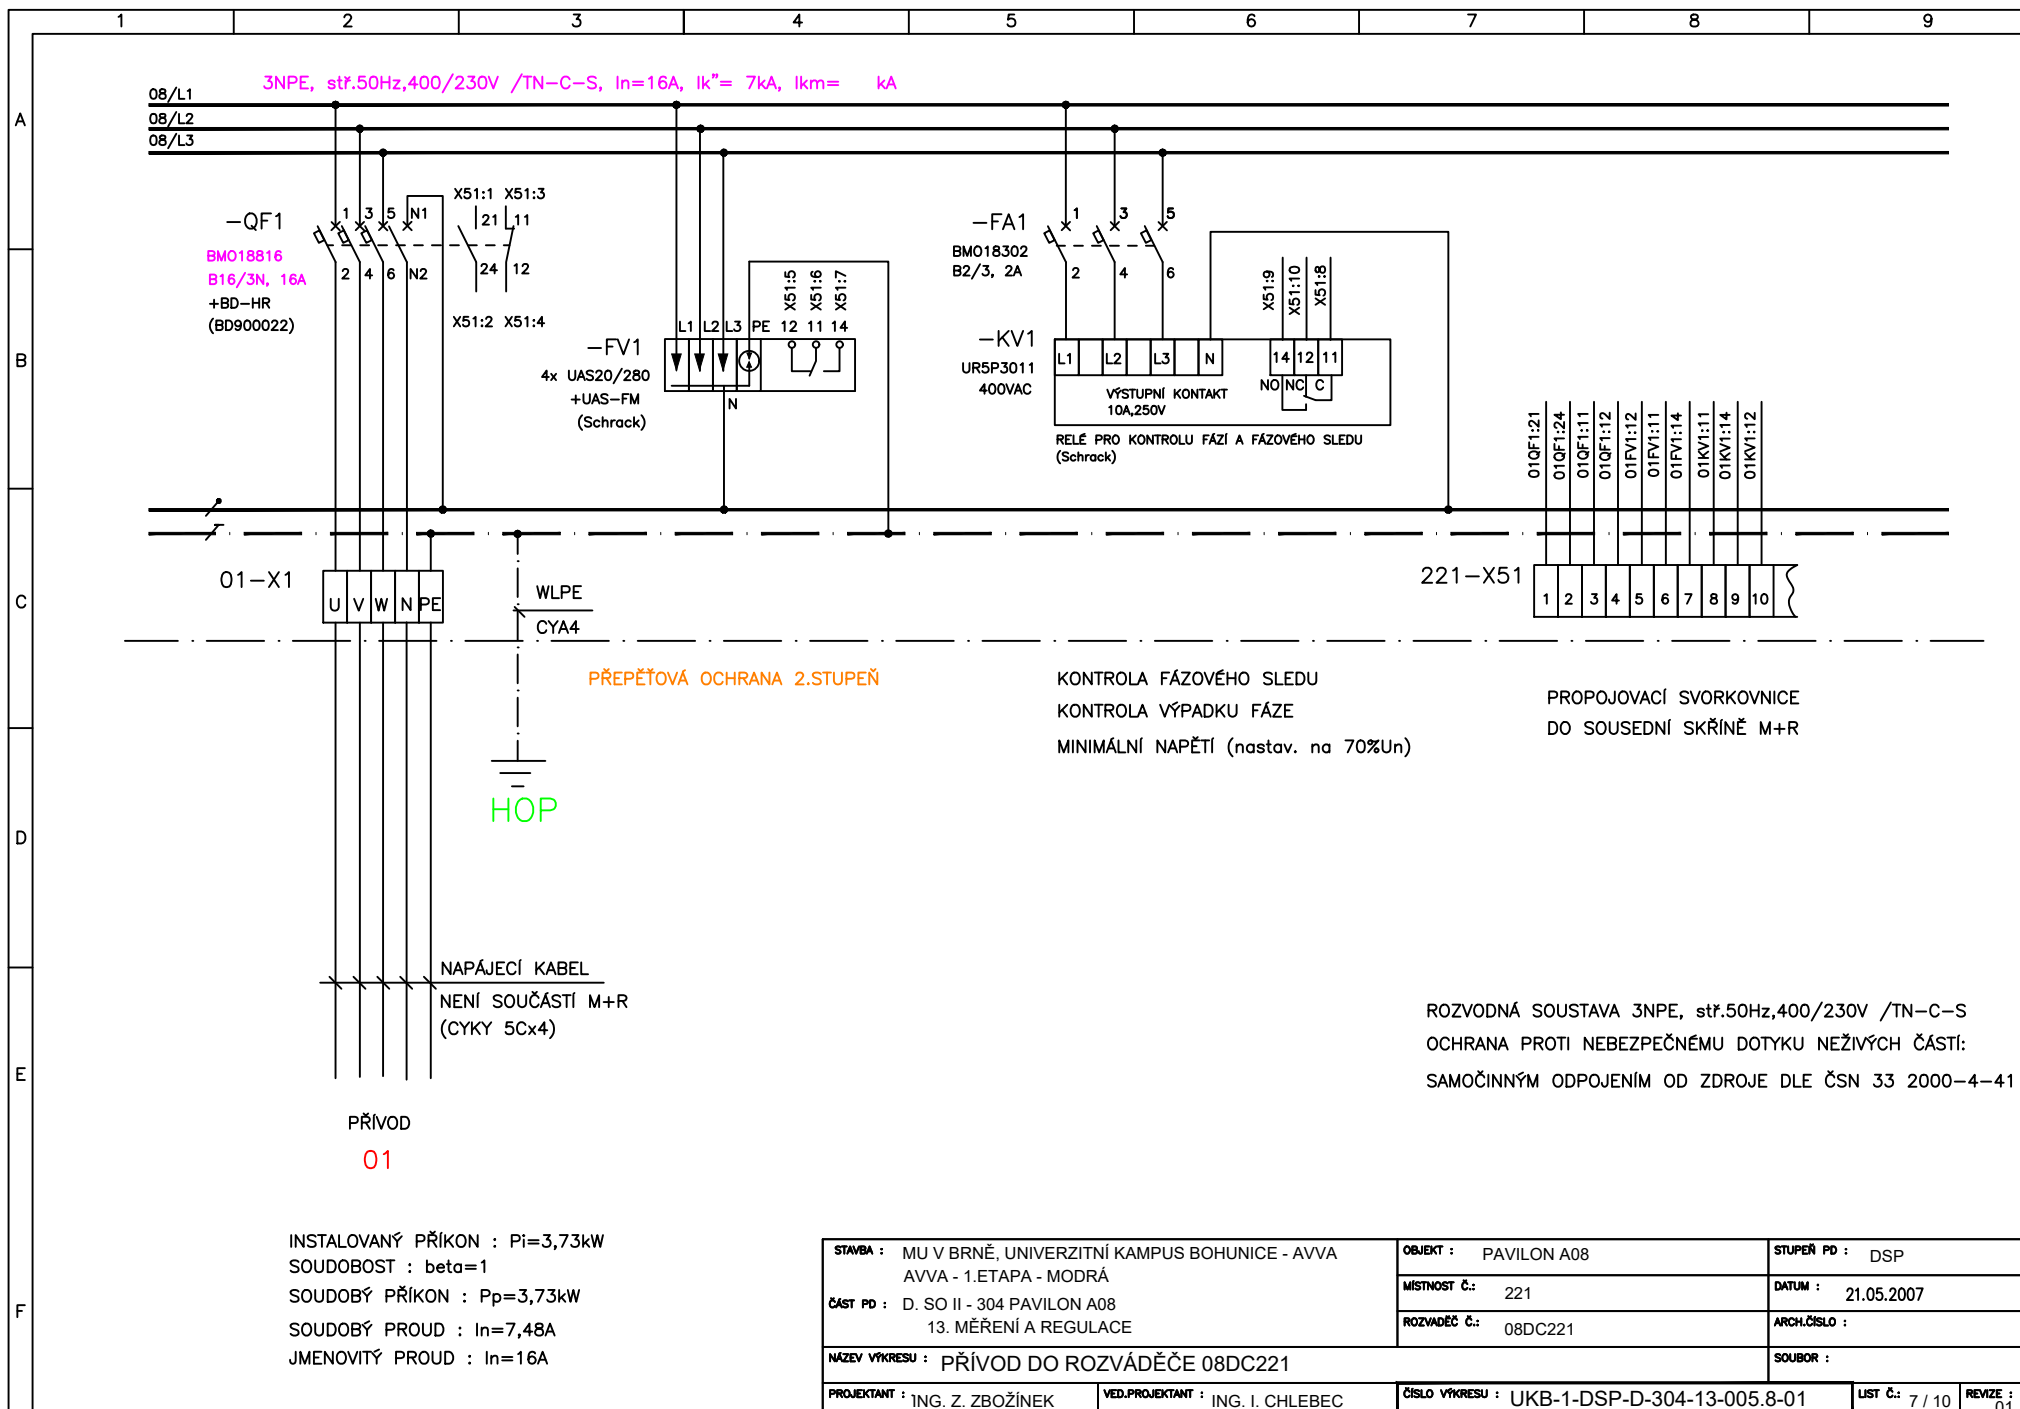 1 2 3 4 5 6 7 8 9
A
B
C
D
E
F
3NPE, stř.50Hz,400/230V /TN-C-S, In=16A, Ik"= 7kA, Ikm= kA
08/L1
08/L2
08/L3
-QF1
BM018816
B16/3N, 16A
+BD-HR
(BD900022)
1 3 5 N1
2 4 6 N2
X51:1 X51:3
21 11
24 12
X51:2 X51:4
-FV1
4x UAS20/280
+UAS-FM
(Schrack)
L1 L2 L3 PE 12 11 14
X51:5
X51:6
X51:7
N
-FA1
BM018302
B2/3, 2A
1 3 5
2 4 6
-KV1
UR5P3011
400VAC
L1 L2 L3 N
X51:9
X51:10
X51:8
14 12 11
NO NC C
VÝSTUPNÍ KONTAKT
10A,250V
RELÉ PRO KONTROLU FÁZÍ A FÁZOVÉHO SLEDU
(Schrack)
01QF1:21
01QF1:24
01QF1:11
01QF1:12
01FV1:12
01FV1:11
01FV1:14
01KV1:11
01KV1:14
01KV1:12
221-X51
1 2 3 4 5 6 7 8 9 10
01-X1
U V W N PE
WLPE
CYA4
HOP
PŘEPĚŤOVÁ OCHRANA 2.STUPEŇ
KONTROLA FÁZOVÉHO SLEDU
KONTROLA VÝPADKU FÁZE
MINIMÁLNÍ NAPĚTÍ (nastav. na 70%Un)
PROPOJOVACÍ SVORKOVNICE
DO SOUSEDNÍ SKŘÍNĚ M+R
NAPÁJECÍ KABEL
NENÍ SOUČÁSTÍ M+R
(CYKY 5Cx4)
PŘÍVOD
01
ROZVODNÁ SOUSTAVA 3NPE, stř.50Hz,400/230V /TN-C-S
OCHRANA PROTI NEBEZPEČNÉMU DOTYKU NEŽIVÝCH ČÁSTÍ:
SAMOČINNÝM ODPOJENÍM OD ZDROJE DLE ČSN 33 2000-4-41
INSTALOVANÝ PŘÍKON : Pi=3,73kW
SOUDOBOST : beta=1
SOUDOBÝ PŘÍKON : Pp=3,73kW
SOUDOBÝ PROUD : In=7,48A
JMENOVITÝ PROUD : In=16A
STAVBA : MU V BRNĚ, UNIVERZITNÍ KAMPUS BOHUNICE - AVVA
AVVA - 1.ETAPA - MODRÁ
ČÁST PD : D. SO II - 304 PAVILON A08
13. MĚŘENÍ A REGULACE
OBJEKT : PAVILON A08
MÍSTNOST Č.: 221
ROZVADĚČ Č.: 08DC221
STUPEŇ PD : DSP
DATUM : 21.05.2007
ARCH.ČÍSLO :
NÁZEV VÝKRESU : PŘÍVOD DO ROZVÁDĚČE 08DC221
SOUBOR :
PROJEKTANT : ING. Z. ZBOŽÍNEK
VED.PROJEKTANT : ING. I. CHLEBEC
ČÍSLO VÝKRESU : UKB-1-DSP-D-304-13-005.8-01
LIST Č.: 7 / 10
REVIZE : 01